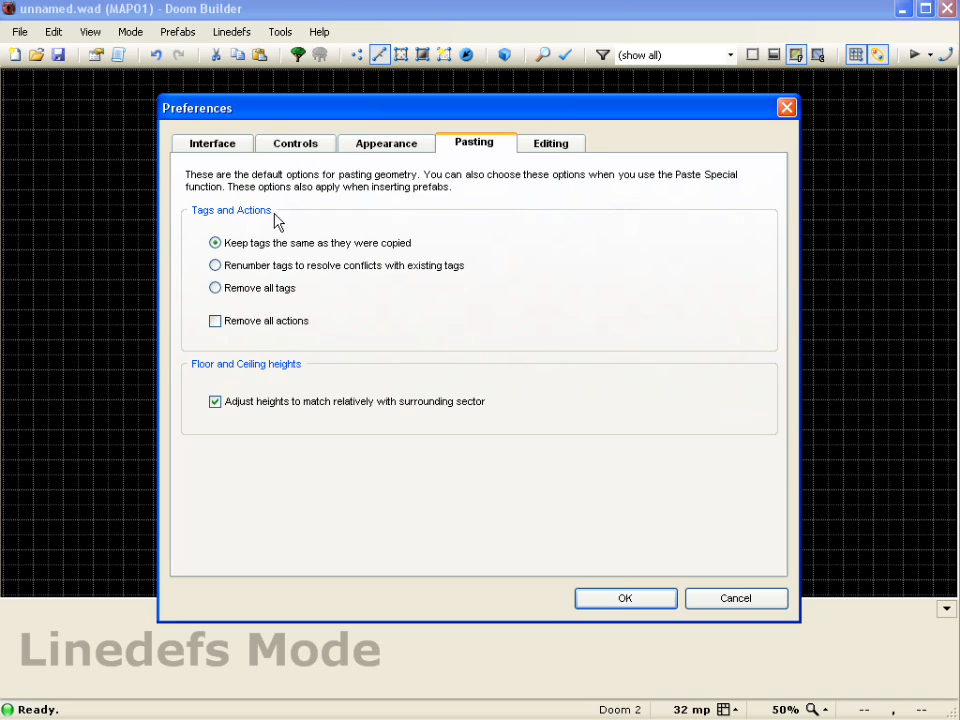 unnamed.wad (MAP01) - Doom Builder
File Edit View Mode Prefabs Linedefs Tools Help
(show all)
Preferences
Interface Controls Appearance Pasting Editing
These are the default options for pasting geometry. You can also choose these options when you use the Paste Special
function. These options also apply when inserting prefabs.
Tags and Actions
Keep tags the same as they were copied
Renumber tags to resolve conflicts with existing tags
Remove all tags
Remove all actions
Floor and Ceiling heights
Adjust heights to match relatively with surrounding sector
OK Cancel
Linedefs Mode
Ready. Doom 2 32 mp 50% -- , --